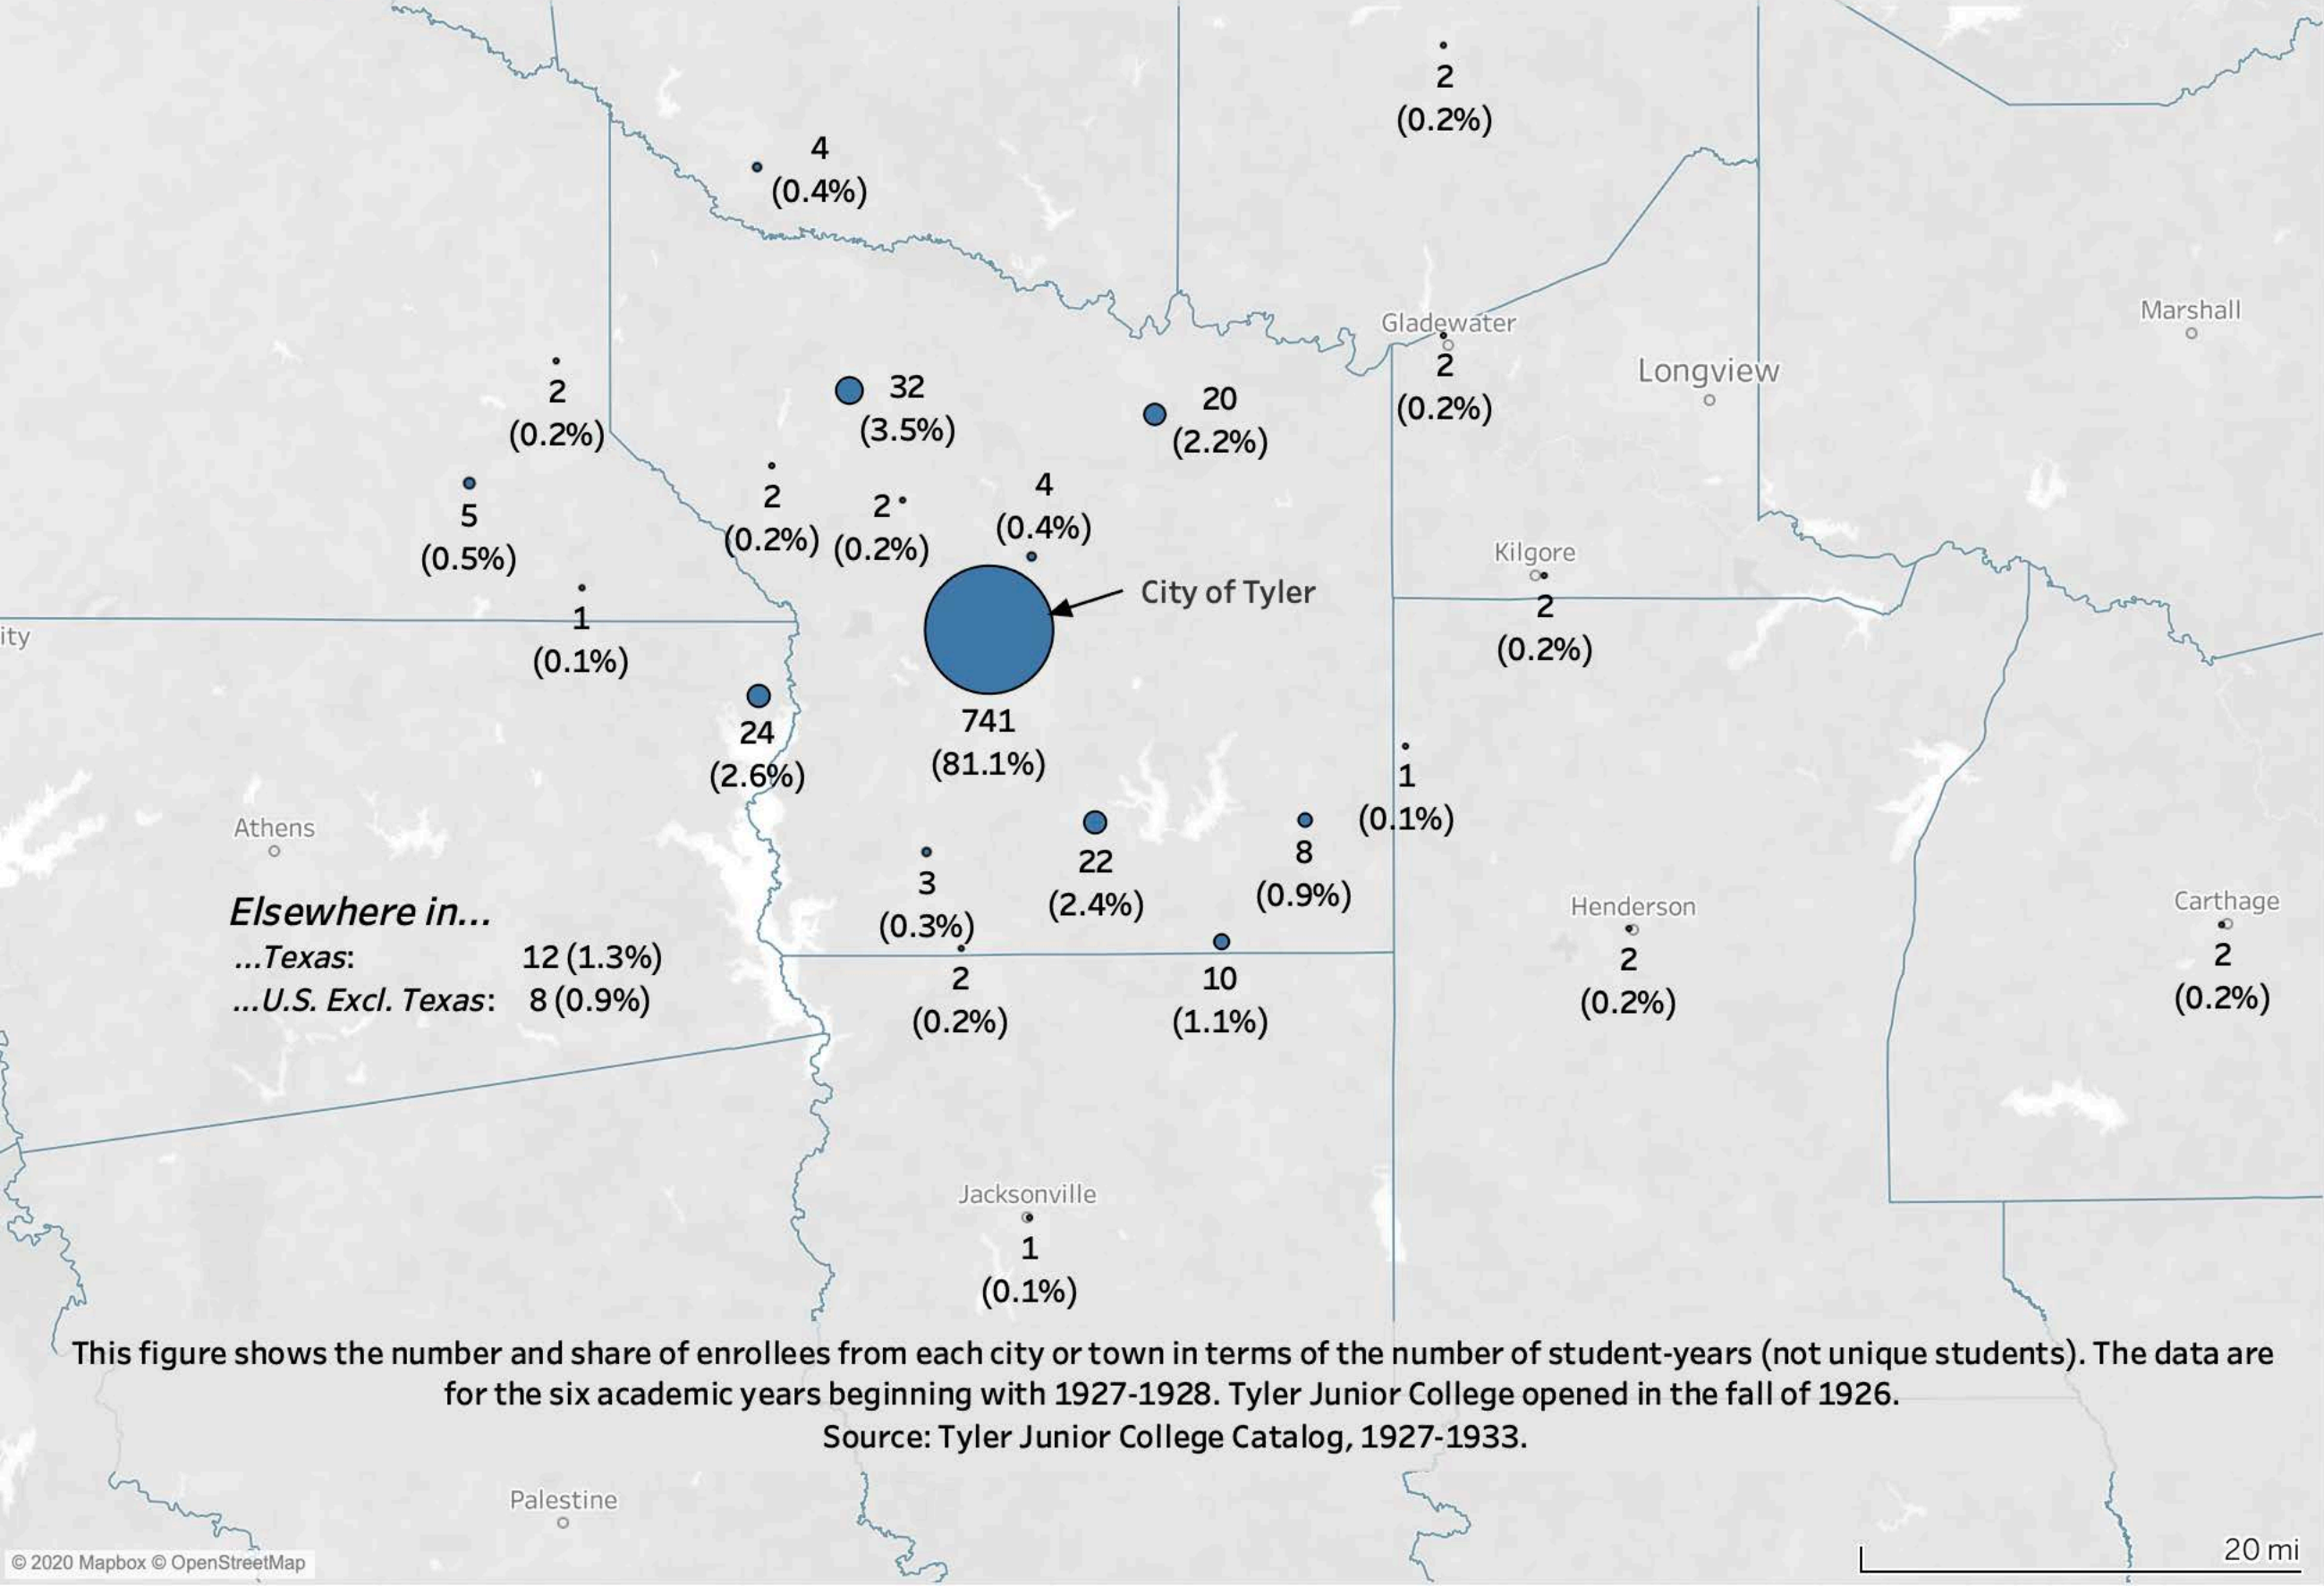 2
(0.2%)
4
(0.4%)
Gladewater
2
(0.2%)
Marshall
Longview
2
(0.2%)
32
(3.5%)
20
(2.2%)
5
(0.5%)
2
(0.2%)
2
(0.2%)
4
(0.4%)
Kilgore
2
(0.2%)
City of Tyler
1
(0.1%)
ity
24
(2.6%)
741
(81.1%)
1
(0.1%)
Athens
3
(0.3%)
22
(2.4%)
8
(0.9%)
Elsewhere in...
...Texas: 12 (1.3%)
...U.S. Excl. Texas: 8 (0.9%)
2
(0.2%)
10
(1.1%)
Henderson
2
(0.2%)
Carthage
2
(0.2%)
Jacksonville
1
(0.1%)
This figure shows the number and share of enrollees from each city or town in terms of the number of student-years (not unique students). The data are
for the six academic years beginning with 1927-1928. Tyler Junior College opened in the fall of 1926.
Source: Tyler Junior College Catalog, 1927-1933.
Palestine
20 mi
© 2020 Mapbox © OpenStreetMap